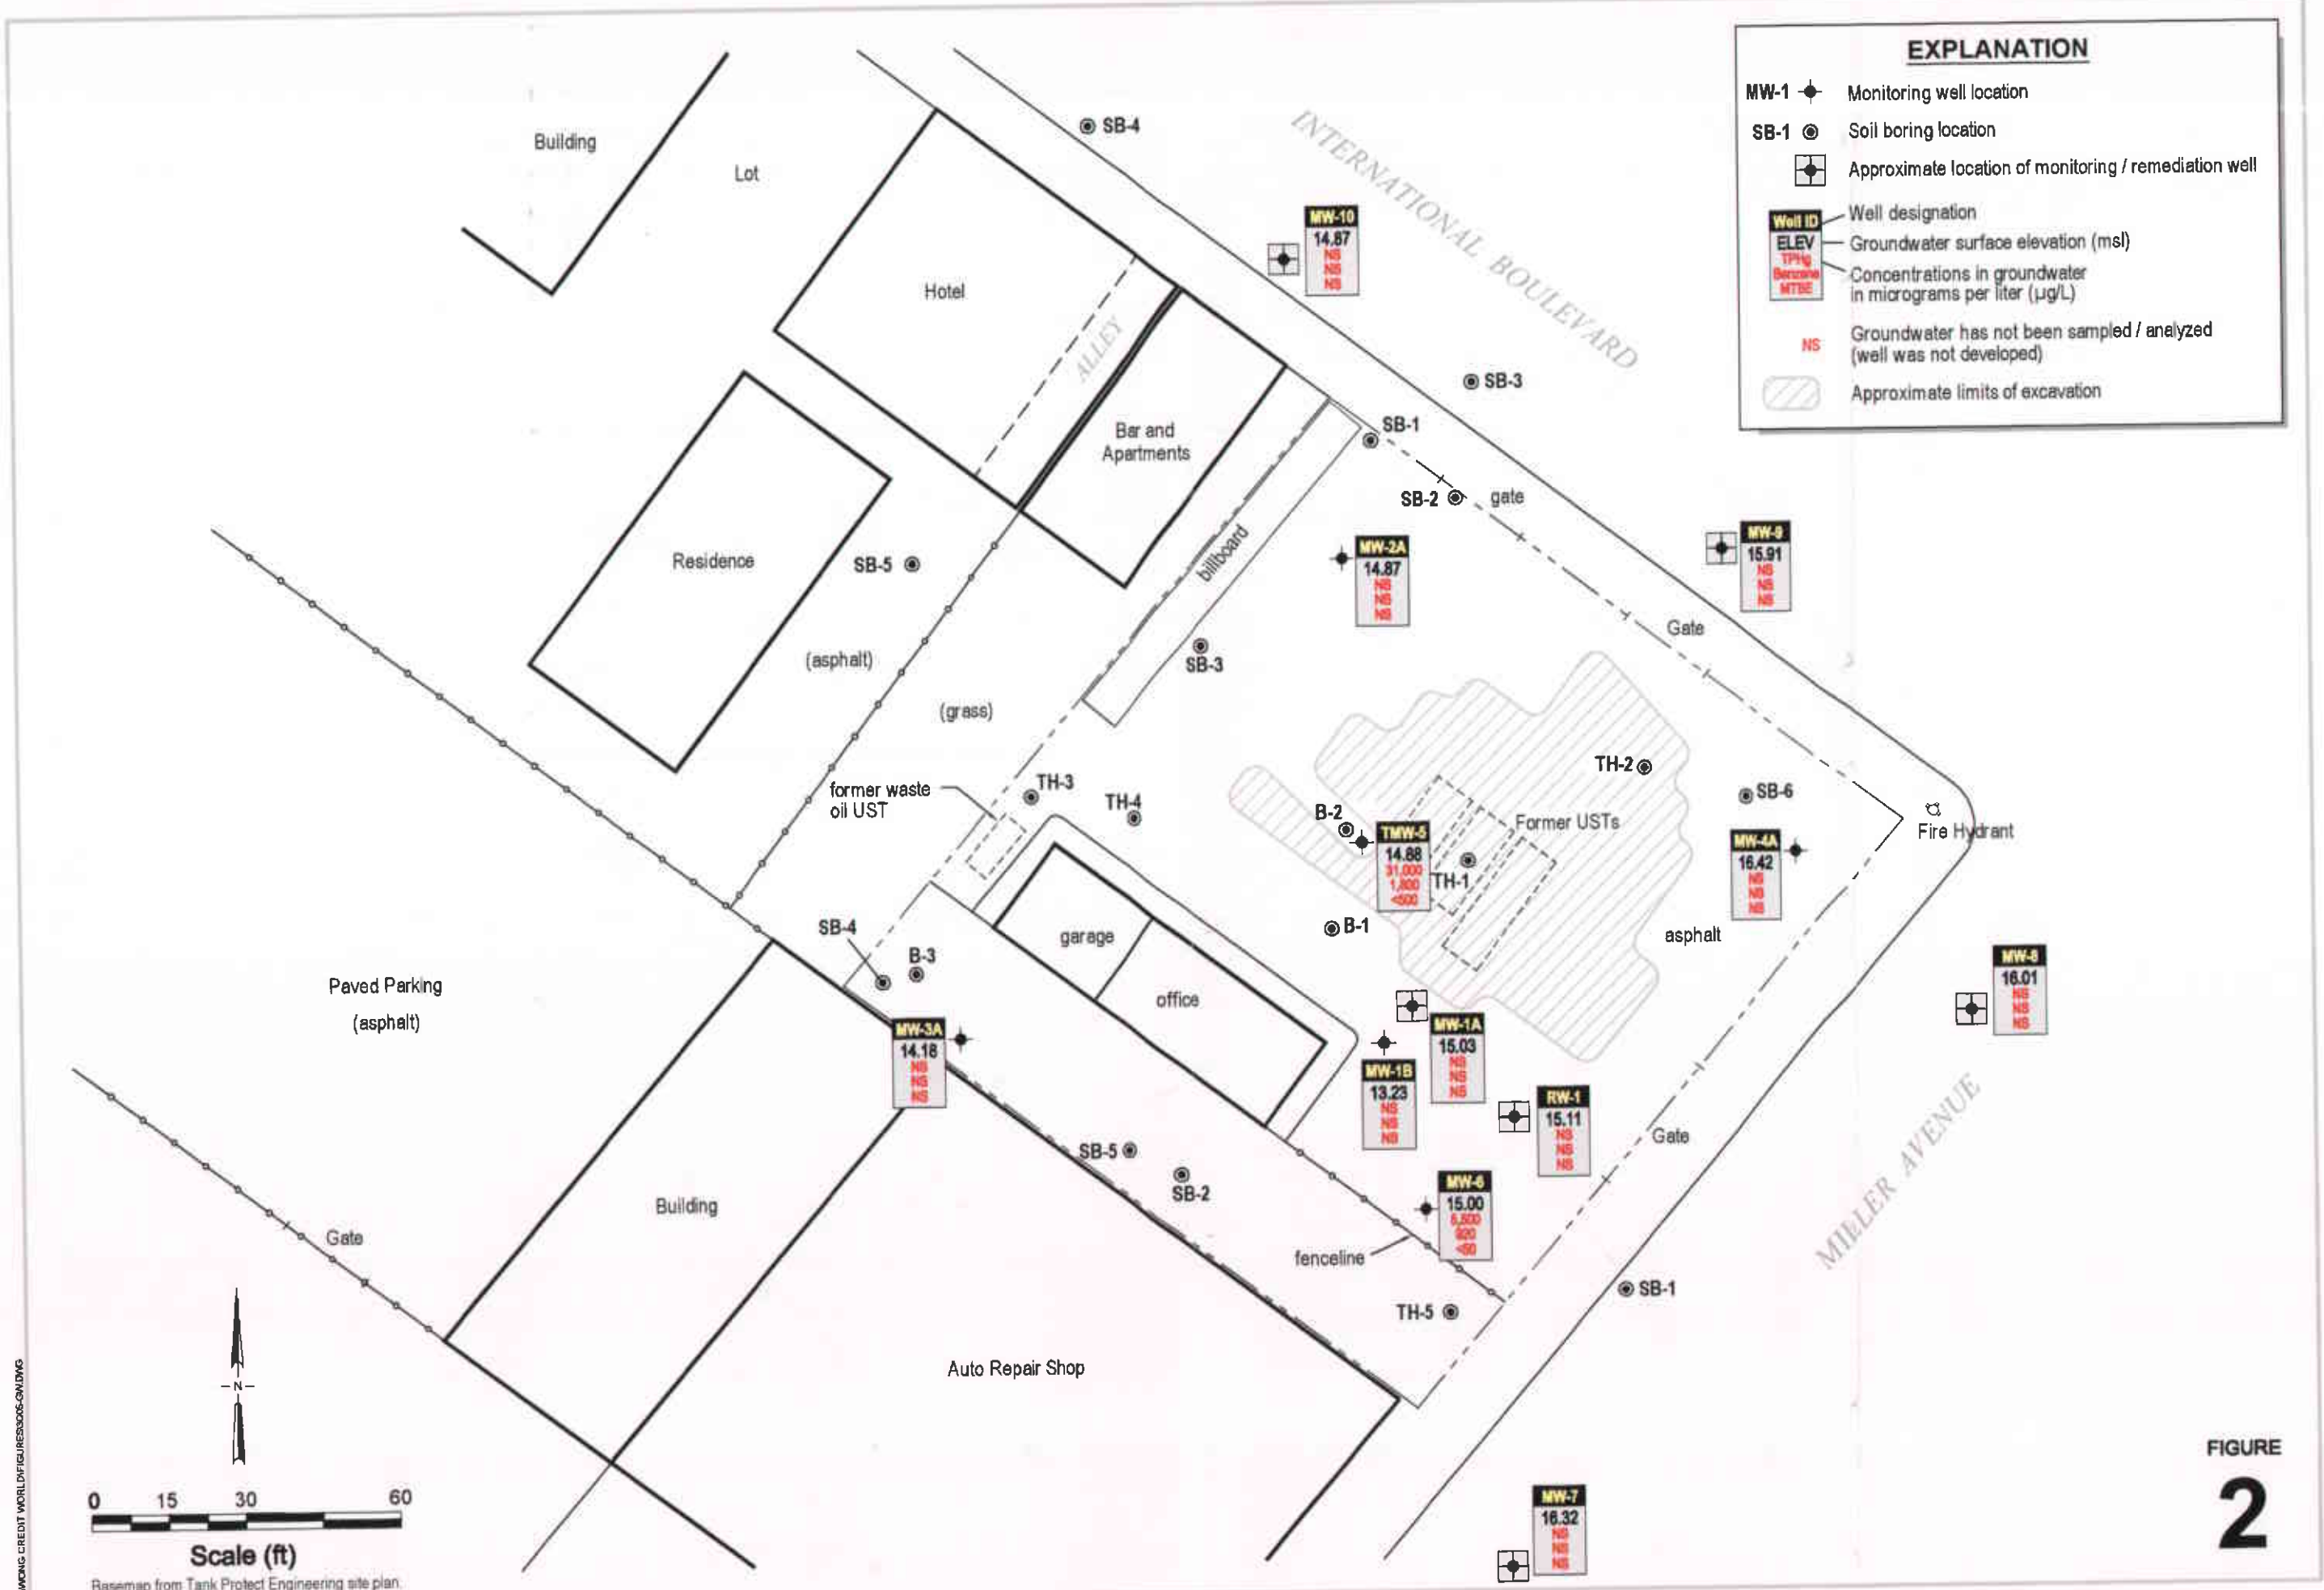 EXPLANATION
MW-1 Monitoring well location
SB-1 Soil boring location
Approximate location of monitoring / remediation well
Well ID Well designation
ELEV Groundwater surface elevation (msl)
TPHg
Benzene Concentrations in groundwater
MTBE in micrograms per liter (µg/L)
NS Groundwater has not been sampled / analyzed
(well was not developed)
Approximate limits of excavation
Building
Lot
SB-4
INTERNATIONAL BOULEVARD
MW-10
14.87
NS
NS
NS
Hotel
ALLEY
SB-3
SB-1
Bar and
Apartments
SB-2
gate
billboard
MW-2A
14.87
NS
NS
NS
MW-9
15.91
NS
NS
NS
Residence
SB-5
Gate
SB-3
(asphalt)
(grass)
TH-2
SB-6
TH-3
former waste
oil UST
TH-4
B-2
Former USTs
Fire Hydrant
TMW-5
14.88
31,000
1,800
<500
TH-1
MW-4A
16.42
NS
NS
NS
SB-4
B-3
garage
B-1
asphalt
Paved Parking
(asphalt)
office
MW-8
16.01
NS
NS
NS
MW-3A
14.18
NS
NS
NS
MW-1A
15.03
NS
NS
NS
MW-1B
13.23
NS
NS
NS
RW-1
15.11
NS
NS
NS
Gate
MILLER AVENUE
SB-5
SB-2
MW-6
15.00
<50
Building
Gate
fenceline
SB-1
TH-5
Auto Repair Shop
N
MW-7
16.32
NS
NS
NS
FIGURE
2
0 15 30 60
Scale (ft)
Basemap from Tank Protect Engineering site plan.